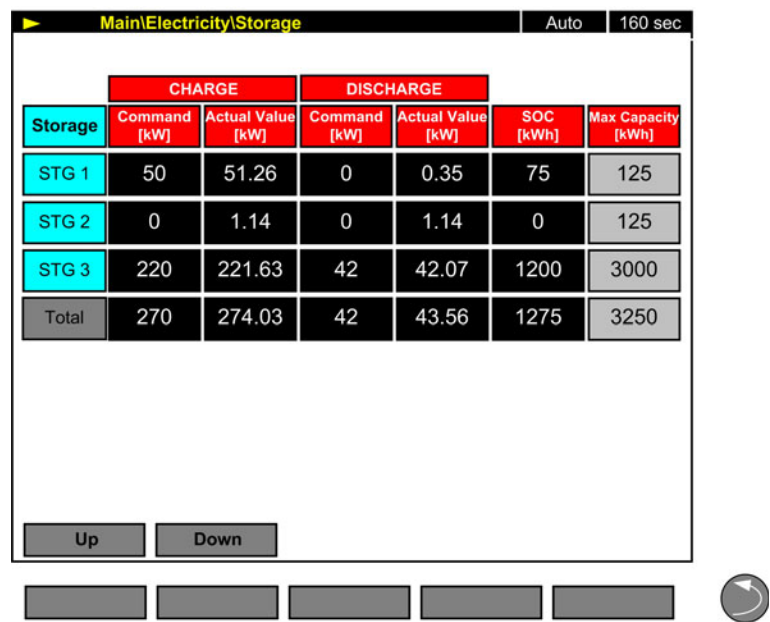 Main\Electricity\Storage Auto 160 sec
CHARGE DISCHARGE
Storage Command [kW] Actual Value [kW] Command [kW] Actual Value [kW] SOC [kWh] Max Capacity [kWh]
STG 1 50 51.26 0 0.35 75 125
STG 2 0 1.14 0 1.14 0 125
STG 3 220 221.63 42 42.07 1200 3000
Total 270 274.03 42 43.56 1275 3250
Up Down